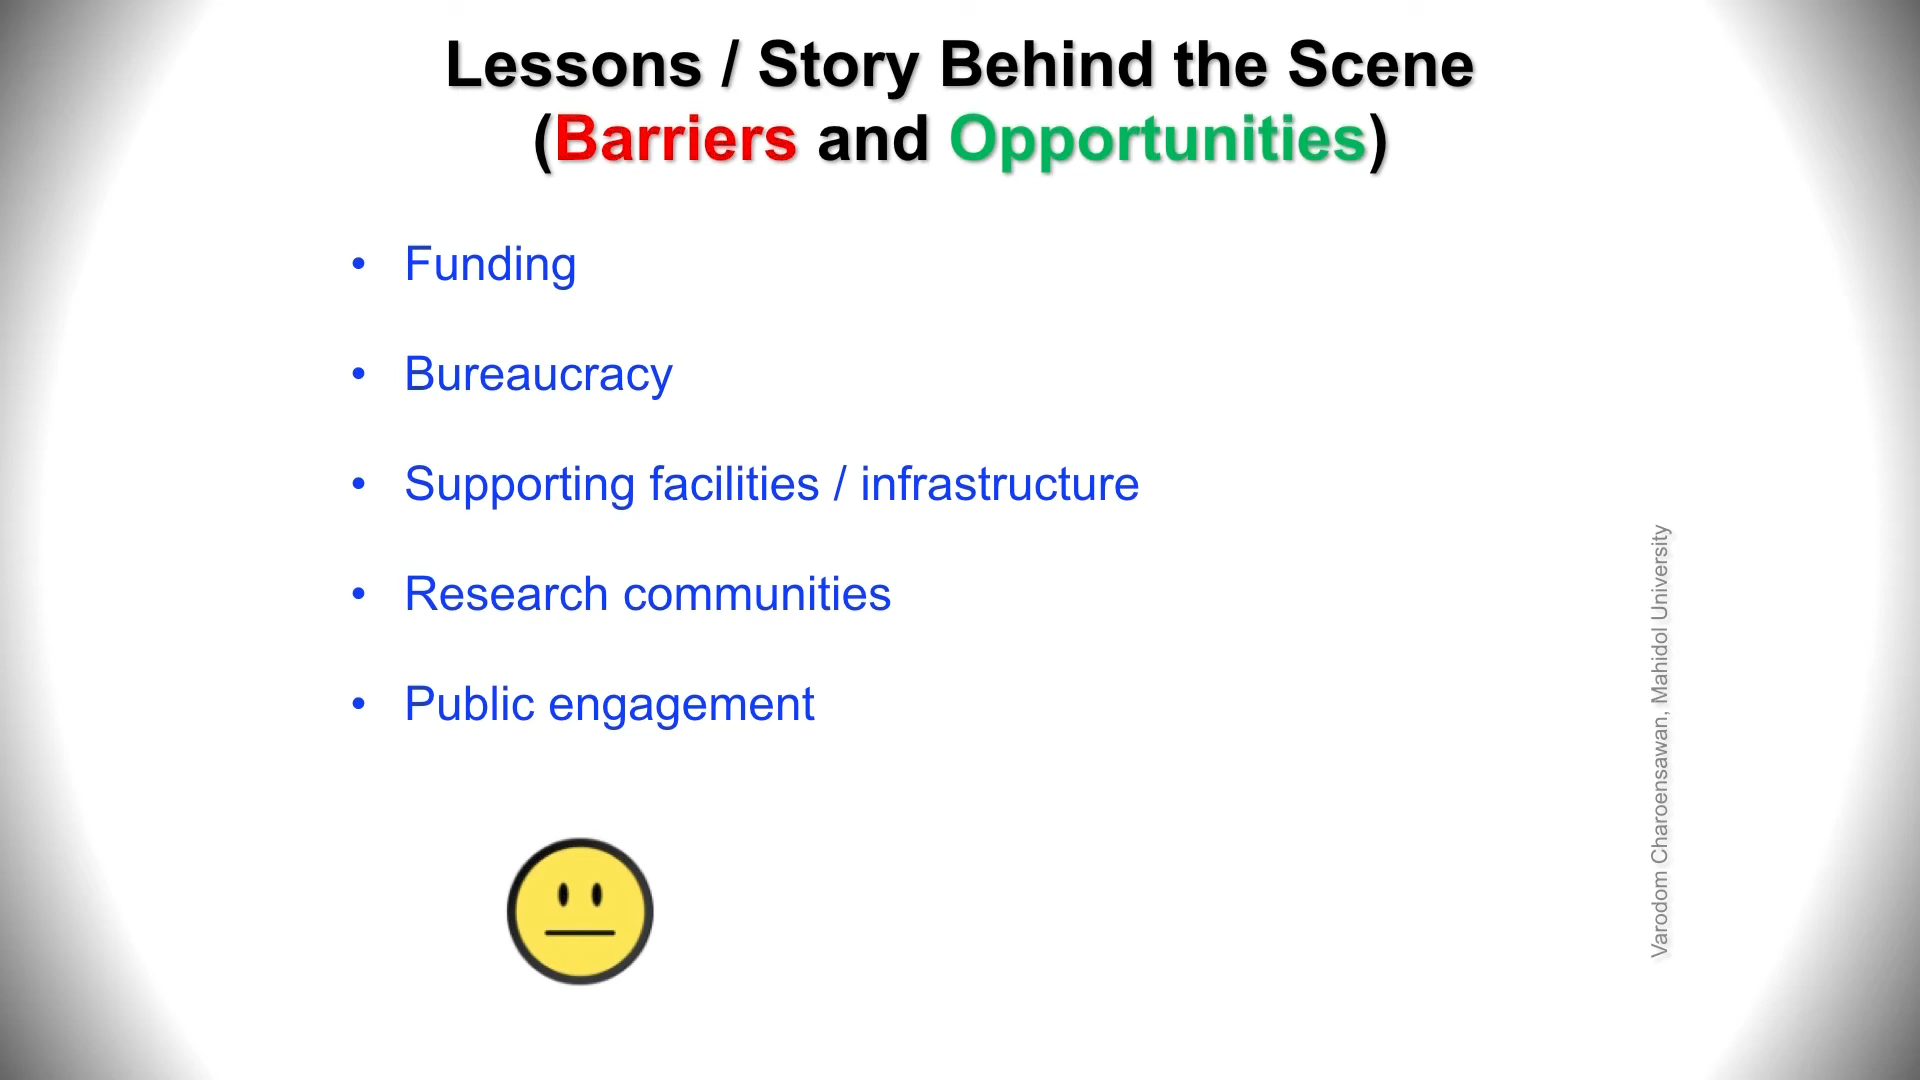 Lessons / Story Behind the Scene
(Barriers and Opportunities)
• Funding
• Bureaucracy
• Supporting facilities / infrastructure
• Research communities
• Public engagement
Varodom Charoensawan, Mahidol University